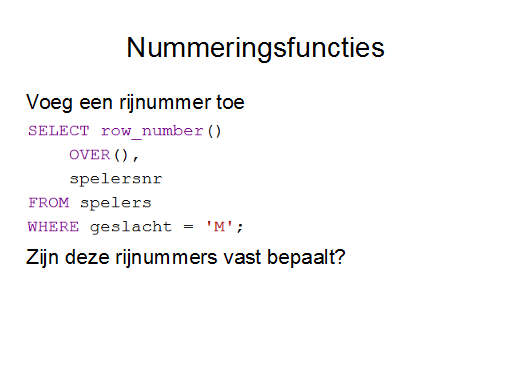 Nummeringsfuncties
Voeg een rijnummer toe
SELECT row_number()
OVER(),
spelersnr
FROM spelers
WHERE geslacht = 'M';
Zijn deze rijnummers vast bepaalt?